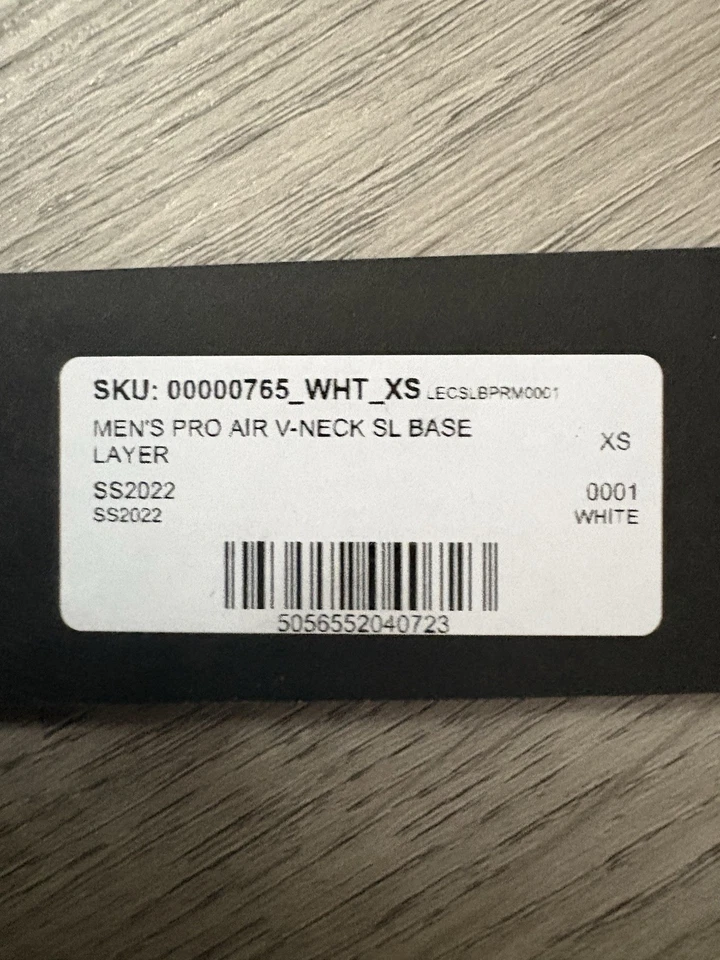 SKU: 00000765_WHT_XS LECSLBPRM0001
MEN'S PRO AIR V-NECK SL BASE
LAYER
XS
SS2022
0001
SS2022
WHITE
5056552040723